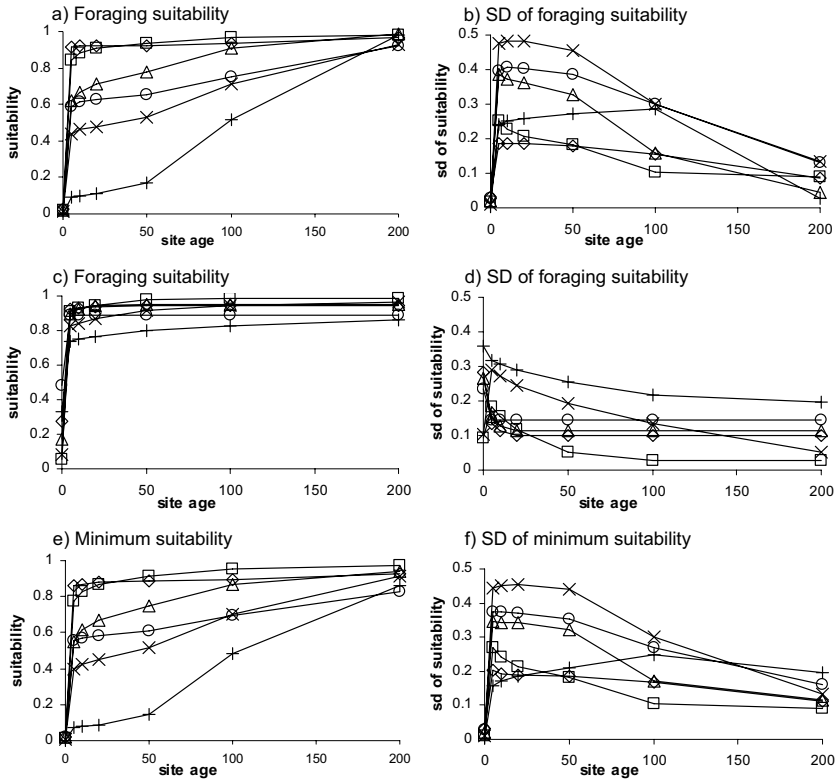 a) Foraging suitability
1
0.8
0.6
0.4
0.2
0
suitability
0 50 100 150 200
site age
b) SD of foraging suitability
0.5
0.4
0.3
0.2
0.1
0
sd of suitability
0 50 100 150 200
site age
c) Foraging suitability
1
0.8
0.6
0.4
0.2
0
suitability
0 50 100 150 200
site age
d) SD of foraging suitability
0.5
0.4
0.3
0.2
0.1
0
sd of suitability
0 50 100 150 200
site age
e) Minimum suitability
1
0.8
0.6
0.4
0.2
0
suitability
0 50 100 150 200
site age
f) SD of minimum suitability
0.5
0.4
0.3
0.2
0.1
0
sd of suitability
0 50 100 150 200
site age